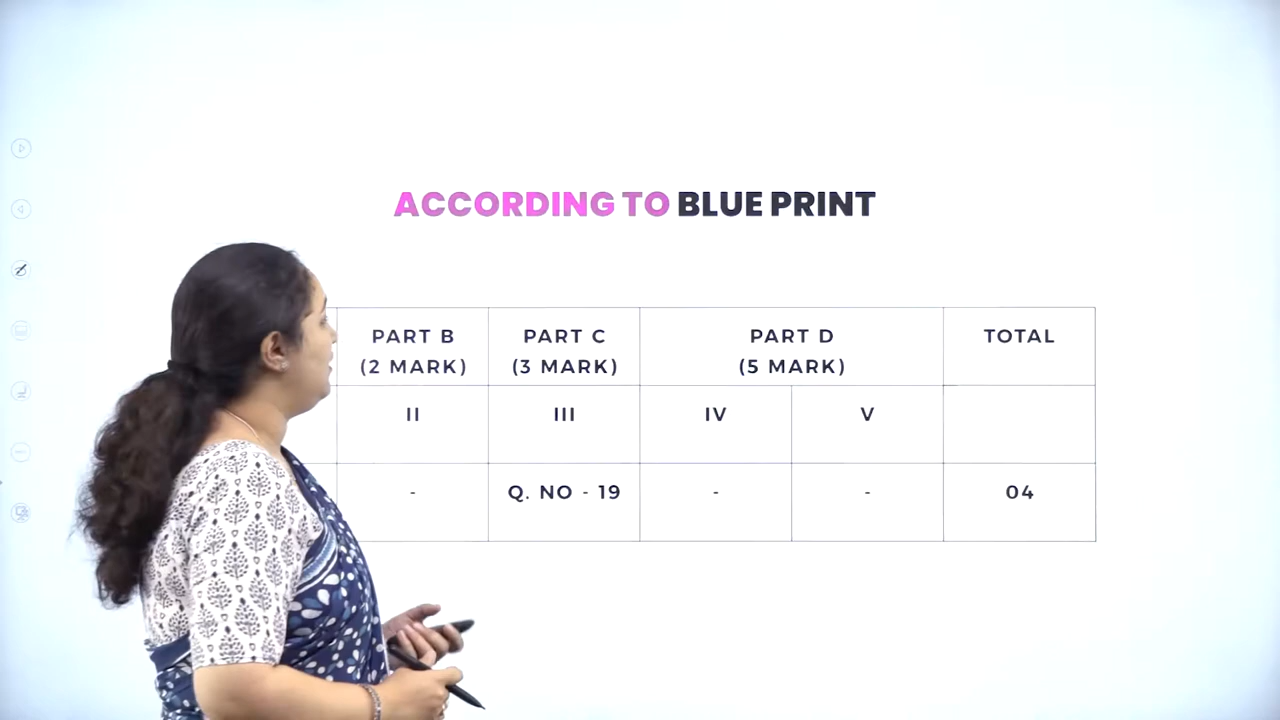 ACCORDING TO BLUE PRINT
PART B PART C PART D TOTAL
(2 MARK) (3 MARK) (5 MARK)
II III IV V
- Q. NO - 19 - - 04